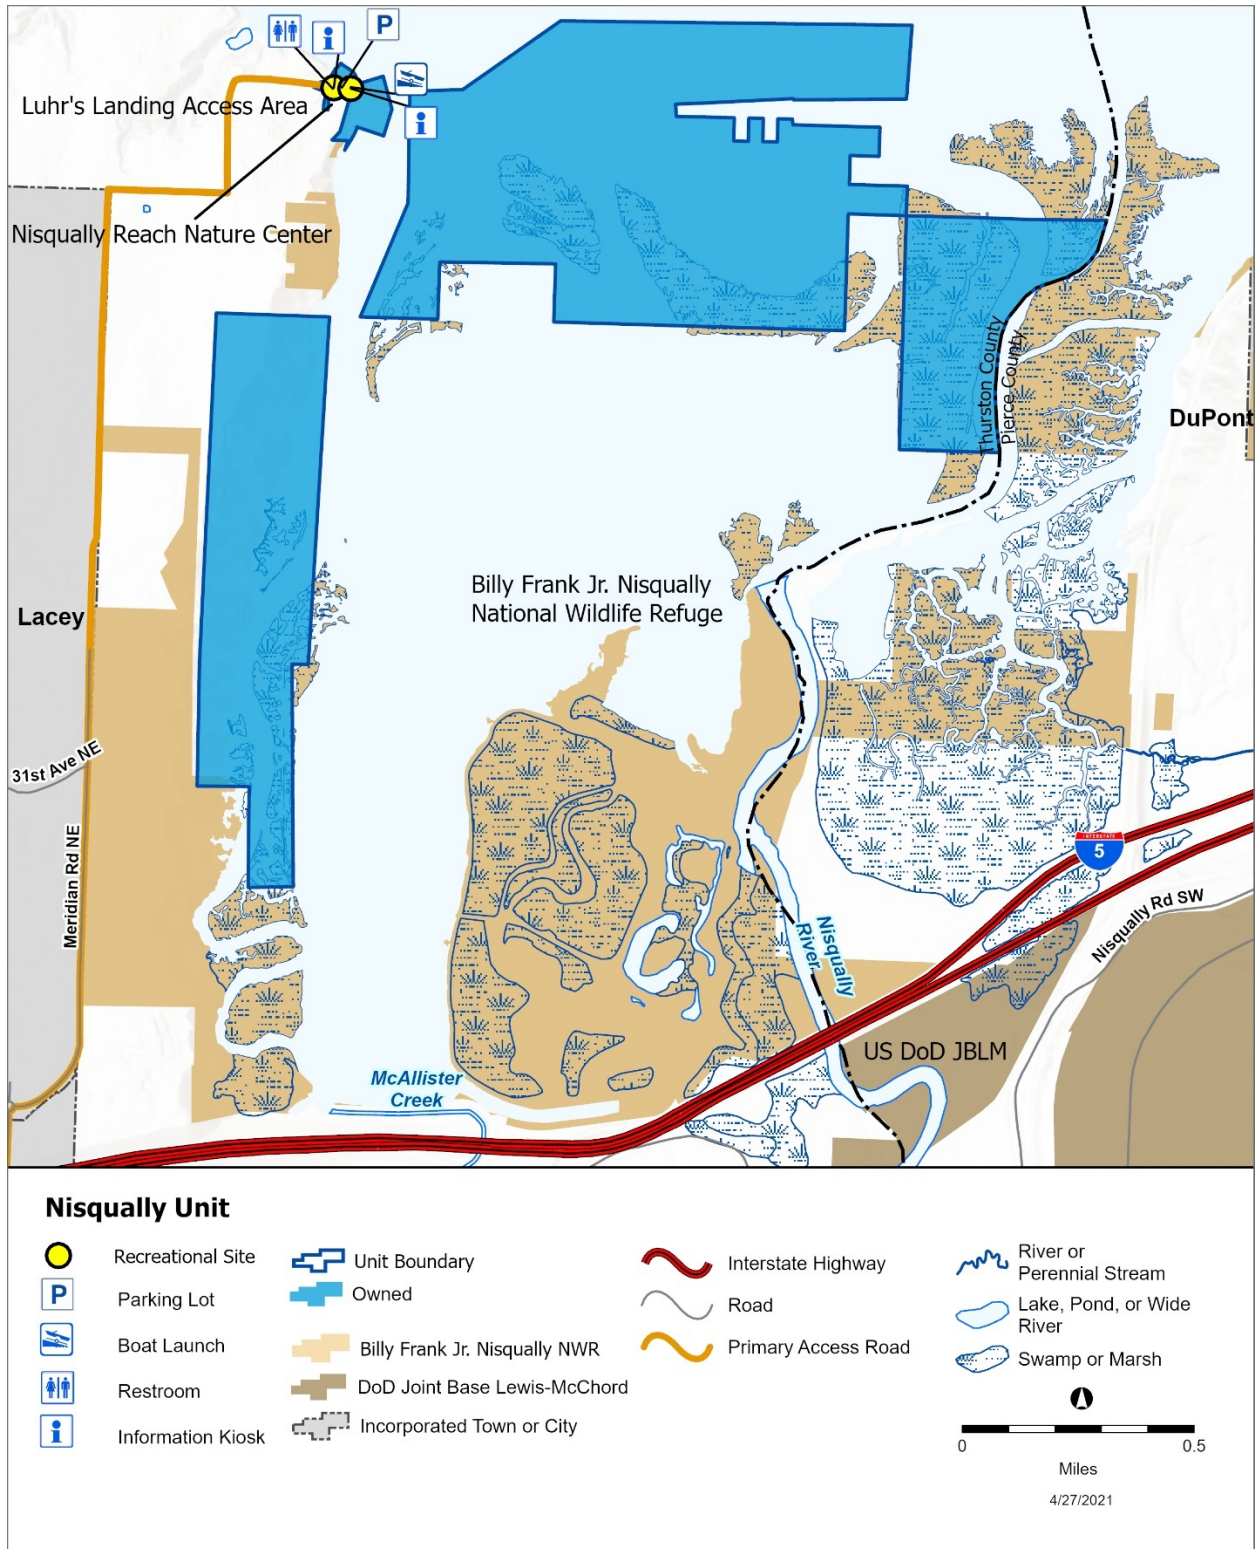 P
Luhr's Landing Access Area
Nisqually Reach Nature Center
Thurston County
Pierce County
DuPont
Billy Frank Jr. Nisqually
National Wildlife Refuge
Lacey
31st Ave NE
Meridian Rd NE
INTERSTATE
5
Nisqually Rd SW
Nisqually
River
US DoD JBLM
McAllister
Creek
Nisqually Unit
Recreational Site
P
Parking Lot
Boat Launch
Restroom
Information Kiosk
Unit Boundary
Owned
Billy Frank Jr. Nisqually NWR
DoD Joint Base Lewis-McChord
Incorporated Town or City
Interstate Highway
Road
Primary Access Road
River or
Perennial Stream
Lake, Pond, or Wide
River
Swamp or Marsh
0 0.5
Miles
4/27/2021